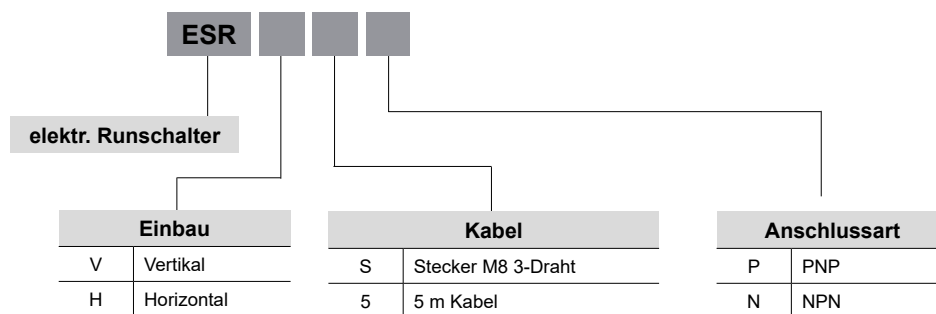 ESR
elektr. Runschalter
Einbau
V Vertikal
H Horizontal
Kabel
S Stecker M8 3-Draht
5 5 m Kabel
Anschlussart
P PNP
N NPN